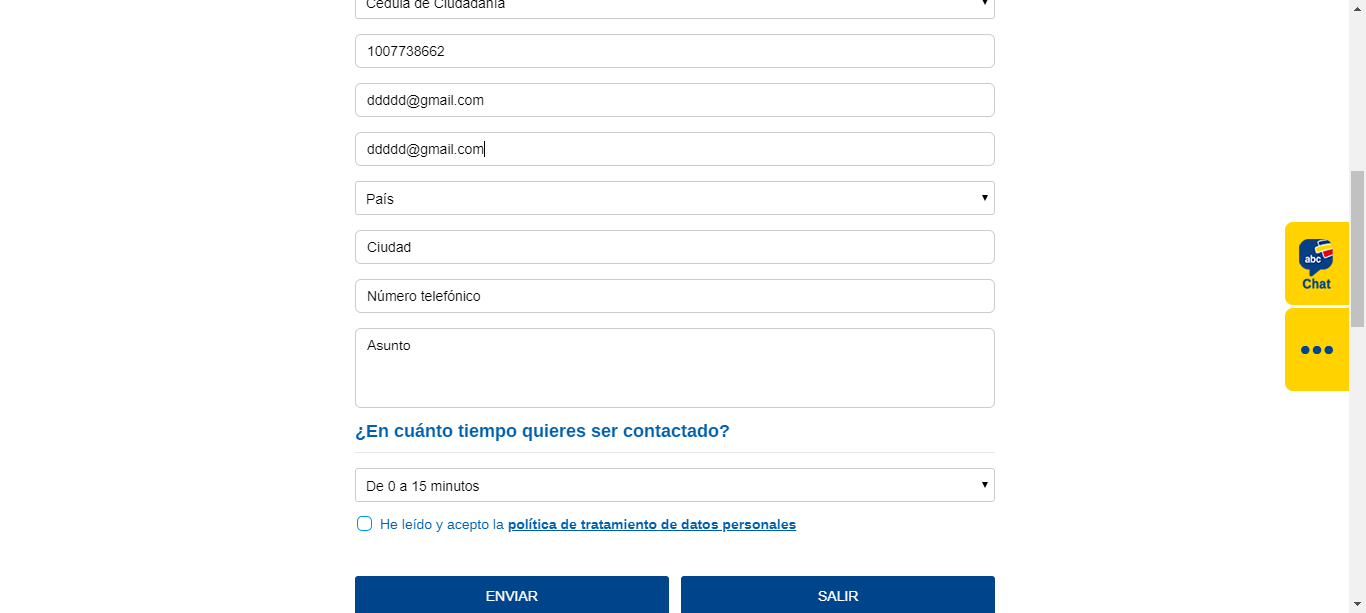 Cédula de Ciudadanía
1007738662
ddddd@gmail.com
ddddd@gmail.com
País
Ciudad
Número telefónico
Asunto
¿En cuánto tiempo quieres ser contactado?
De 0 a 15 minutos
He leído y acepto la política de tratamiento de datos personales
ENVIAR
SALIR
abc
Chat